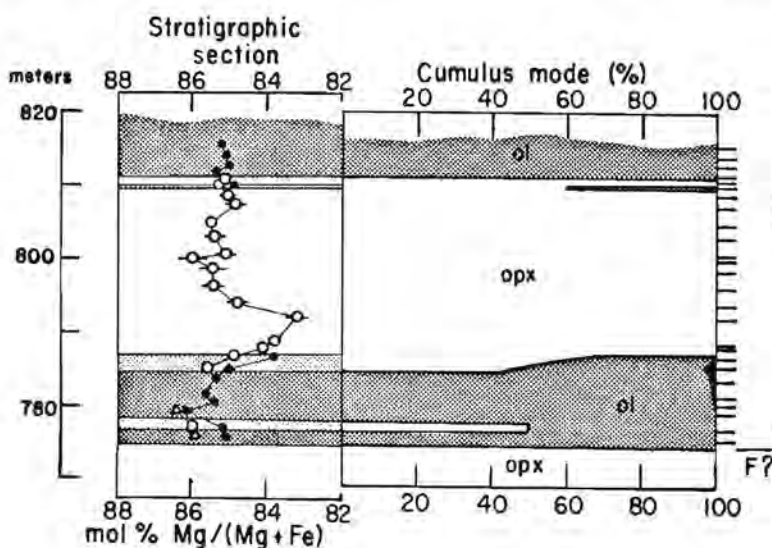 Stratigraphic
section
meters
88 86 84 82
Cumulus mode (%)
20 40 60 80 100
820
800
780
ol
opx
ol
opx
F?
88 86 84 82
mol % Mg/(Mg+Fe)
20 40 60 80 100